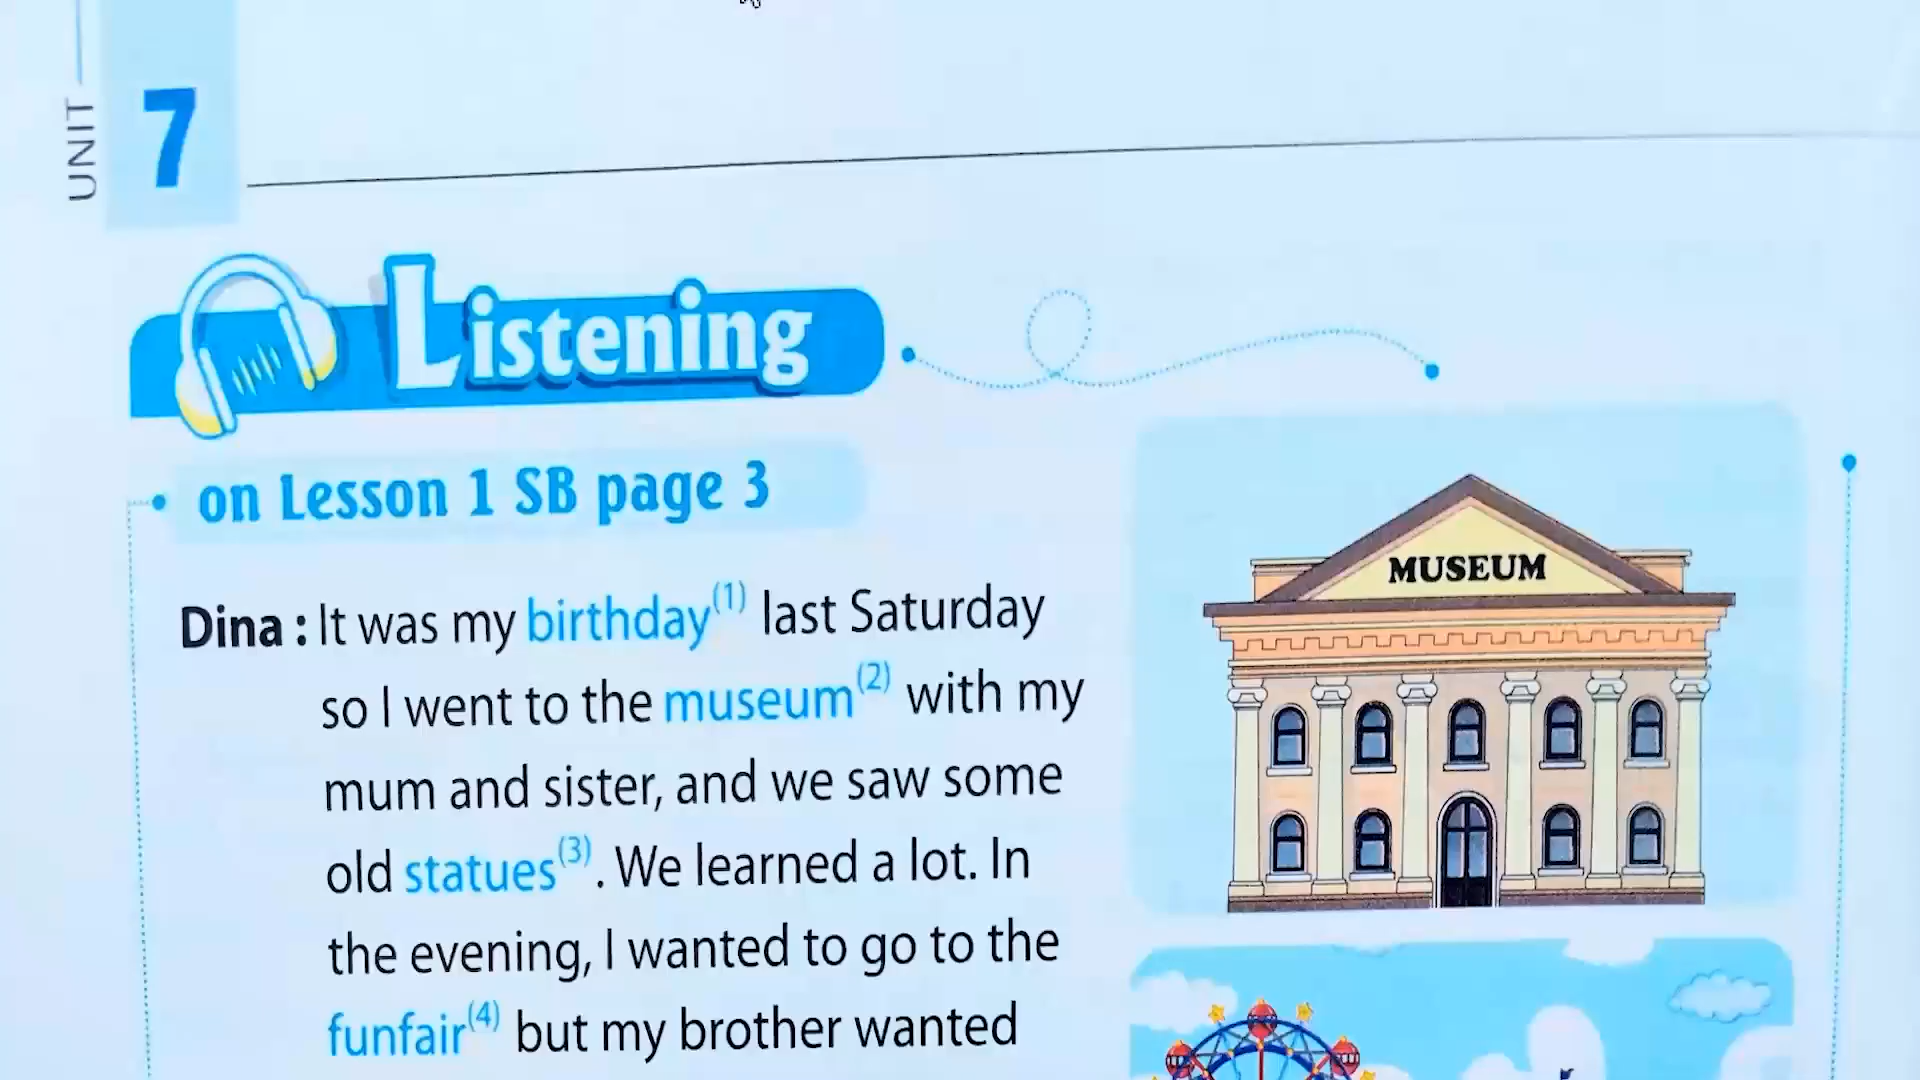 UNIT
7
Listening
on Lesson 1 SB page 3
MUSEUM
Dina : It was my birthday(1) last Saturday
so I went to the museum(2) with my
mum and sister, and we saw some
old statues(3). We learned a lot. In
the evening, I wanted to go to the
funfair(4) but my brother wanted